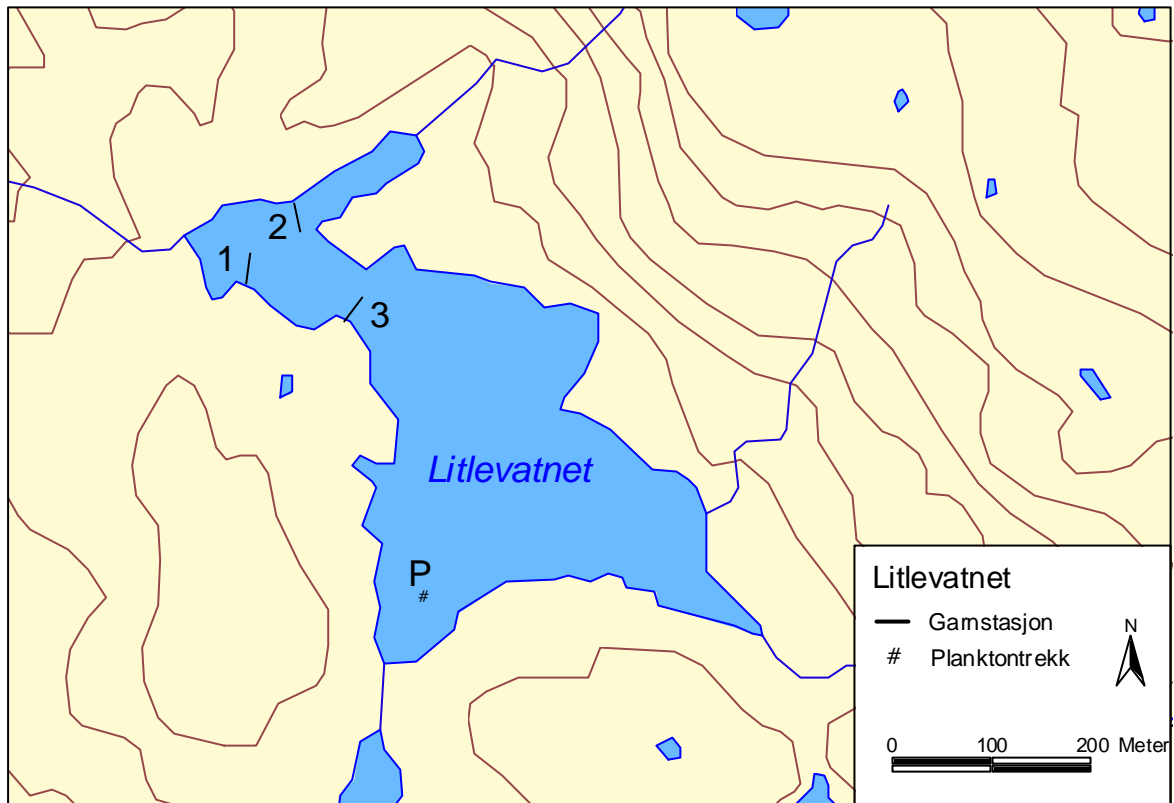 2
1
3
Litlevatnet
P
#
Litlevatnet
Garnstasjon
# Planktontrekk
N
0 100 200 Meter